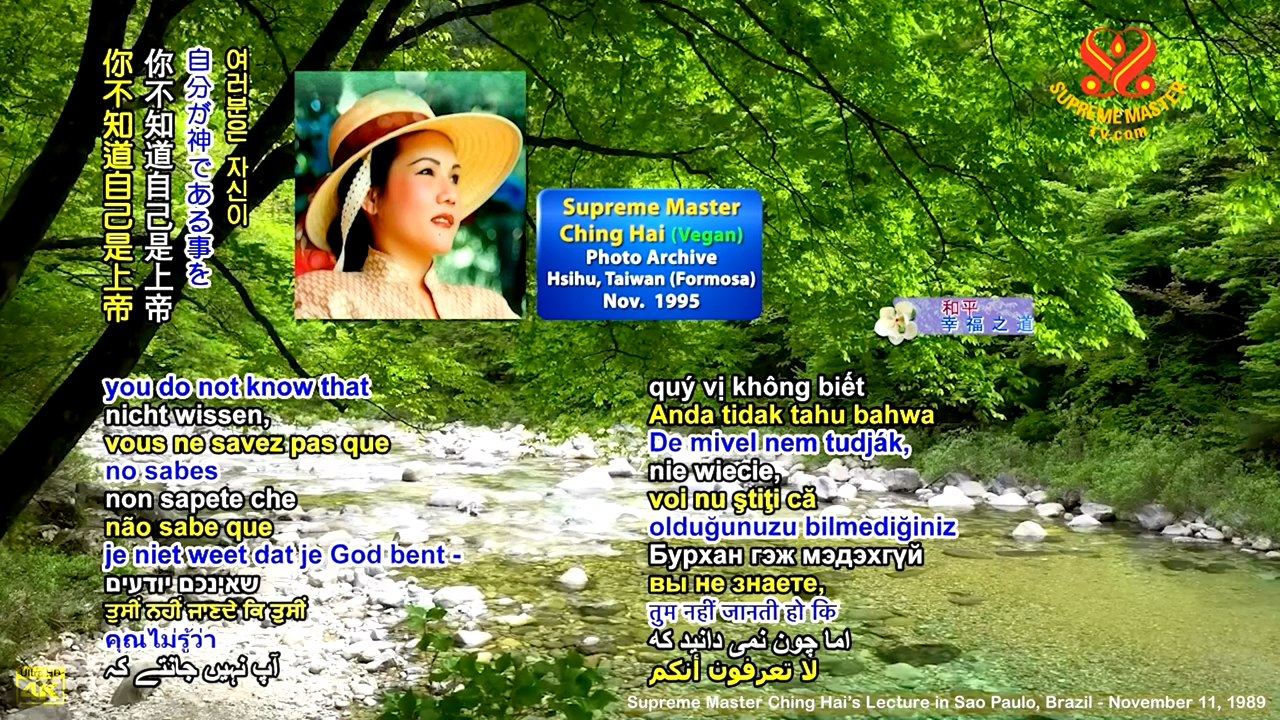 你不知道自己是上帝
你不知道自己是上帝
自分が神である事を
여러분은 자신이
SUPREME MASTER
TV.com
Supreme Master
Ching Hai (Vegan)
Photo Archive
Hsihu, Taiwan (Formosa)
Nov. 1995
和平
幸福之道
you do not know that
nicht wissen,
vous ne savez pas que
no sabes
non sapete che
não sabe que
je niet weet dat je God bent -
שאינכם יודעים
ਤੁਸੀਂ ਨਹੀਂ ਜਾਣਦੇ ਕਿ ਤੁਸੀਂ
คุณไม่รู้ว่า
آپ نہیں جانتے کہ
quý vị không biết
Anda tidak tahu bahwa
De mivel nem tudják,
nie wiecie,
voi nu ştiţi că
olduğunuzu bilmediğiniz
Бурхан гэж мэдэхгүй
вы не знаете,
तुम नहीं जानती हो कि
اما چون نمی دانید که
لا تعرفون أنكم
Supreme Master Ching Hai's Lecture in Sao Paulo, Brazil - November 11, 1989